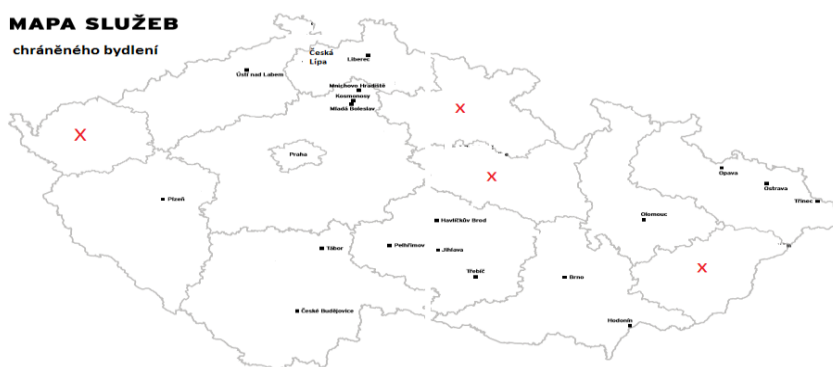 MAPA SLUŽEB
chráněného bydlení
Česká
Lípa
Liberec
Ústí nad Labem
Mnichovo Hradiště
Kosmonosy
Mladá Boleslav
X
X
Praha
X
Opava
Ostrava
Plzeň
Třinec
Havlíčkův Brod
Olomouc
Tábor
Pelhřimov
Jihlava
X
Třebíč
Brno
České Budějovice
Hodonín